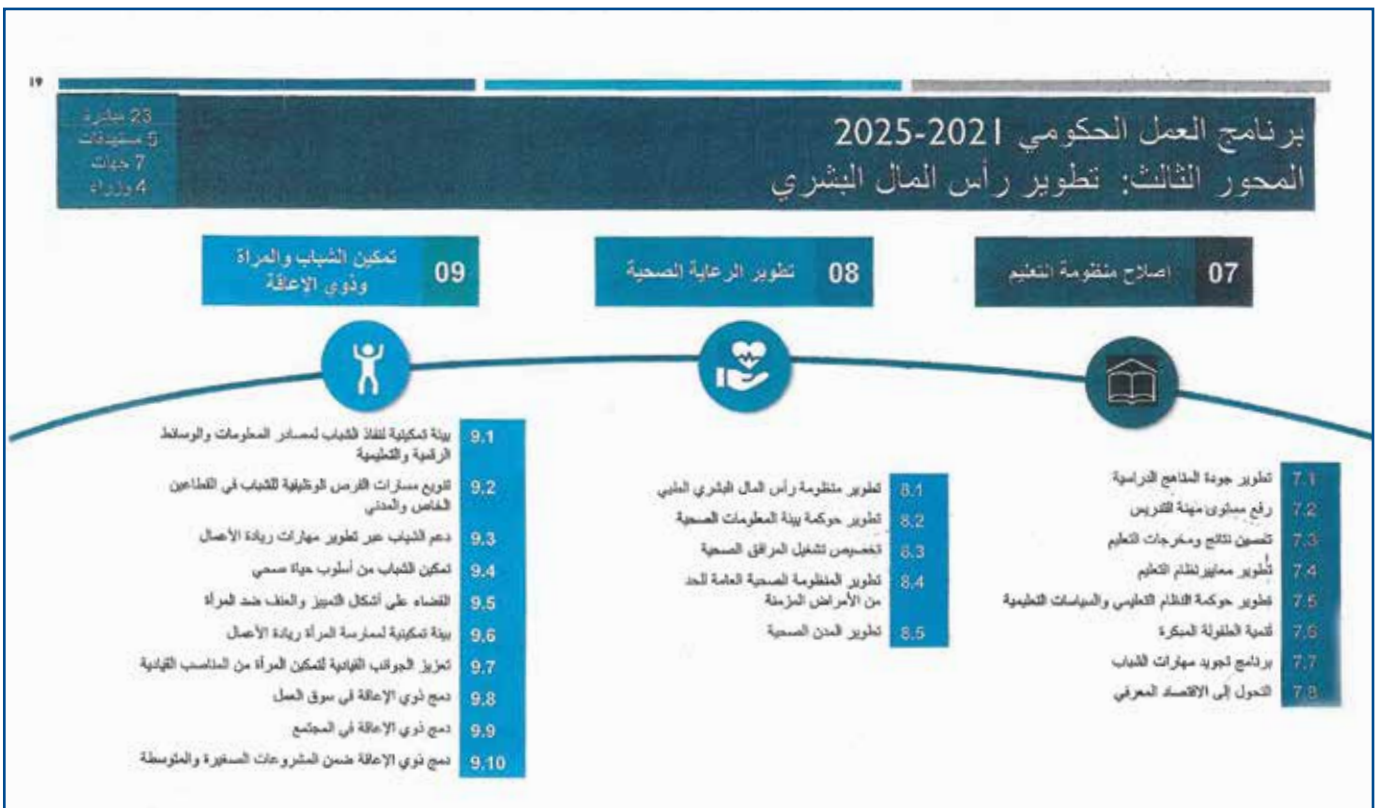 ١٩
برنامج العمل الحكومي 2021-2025
المحور الثالث: تطوير رأس المال البشري
23 مبادرة
5 مستهدفات
7 جهات
4 وزراء
07 اصلاح منظومة التعليم
7.1 تطوير جودة المناهج الدراسية
7.2 رفع مستوى مهنة التدريس
7.3 تحسين نتائج ومخرجات التعليم
7.4 تطوير معايير نظام التعليم
7.5 تطوير حوكمة النظام التعليمي والسياسات التعليمية
7.6 تنمية الطفولة المبكرة
7.7 برنامج تجويد مهارات الشباب
7.8 التحول إلى الاقتصاد المعرفي
08 تطوير الرعاية الصحية
8.1 تطوير منظومة رأس المال البشري الطبي
8.2 تطوير حوكمة بيئة المعلومات الصحية
8.3 تخصيص تشغيل المرافق الصحية
8.4 تطوير المنظومة الصحية العامة للحد
من الأمراض المزمنة
8.5 تطوير المدن الصحية
09 تمكين الشباب والمرأة
وذوي الإعاقة
9.1 بيئة تمكينية لنفاذ الشباب لمصادر المعلومات والوسائط
الرقمية والتعليمية
9.2 تنويع مسارات الفرص الوظيفية للشباب في القطاعين
الخاص والمدني
9.3 دعم الشباب عبر تطوير مهارات ريادة الأعمال
9.4 تمكين الشباب من أسلوب حياة صحي
9.5 القضاء على أشكال التمييز والعنف ضد المرأة
9.6 بيئة تمكينية لممارسة المرأة ريادة الأعمال
9.7 تعزيز الجوانب القيادية لتمكين المرأة من المناصب القيادية
9.8 دمج ذوي الإعاقة في سوق العمل
9.9 دمج ذوي الإعاقة في المجتمع
9.10 دمج ذوي الإعاقة ضمن المشروعات الصغيرة والمتوسطة